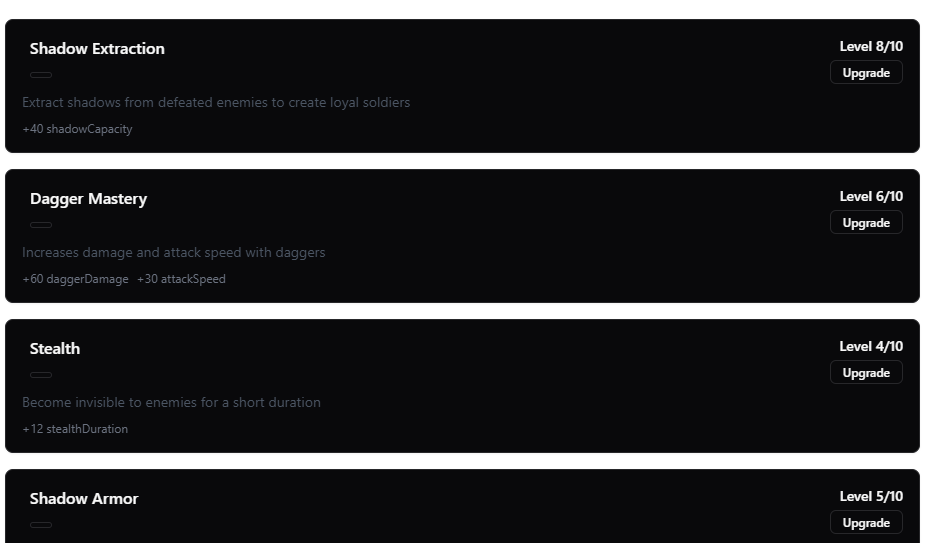 Shadow Extraction
Level 8/10
Upgrade
Extract shadows from defeated enemies to create loyal soldiers
+40 shadowCapacity
Dagger Mastery
Level 6/10
Upgrade
Increases damage and attack speed with daggers
+60 daggerDamage +30 attackSpeed
Stealth
Level 4/10
Upgrade
Become invisible to enemies for a short duration
+12 stealthDuration
Shadow Armor
Level 5/10
Upgrade